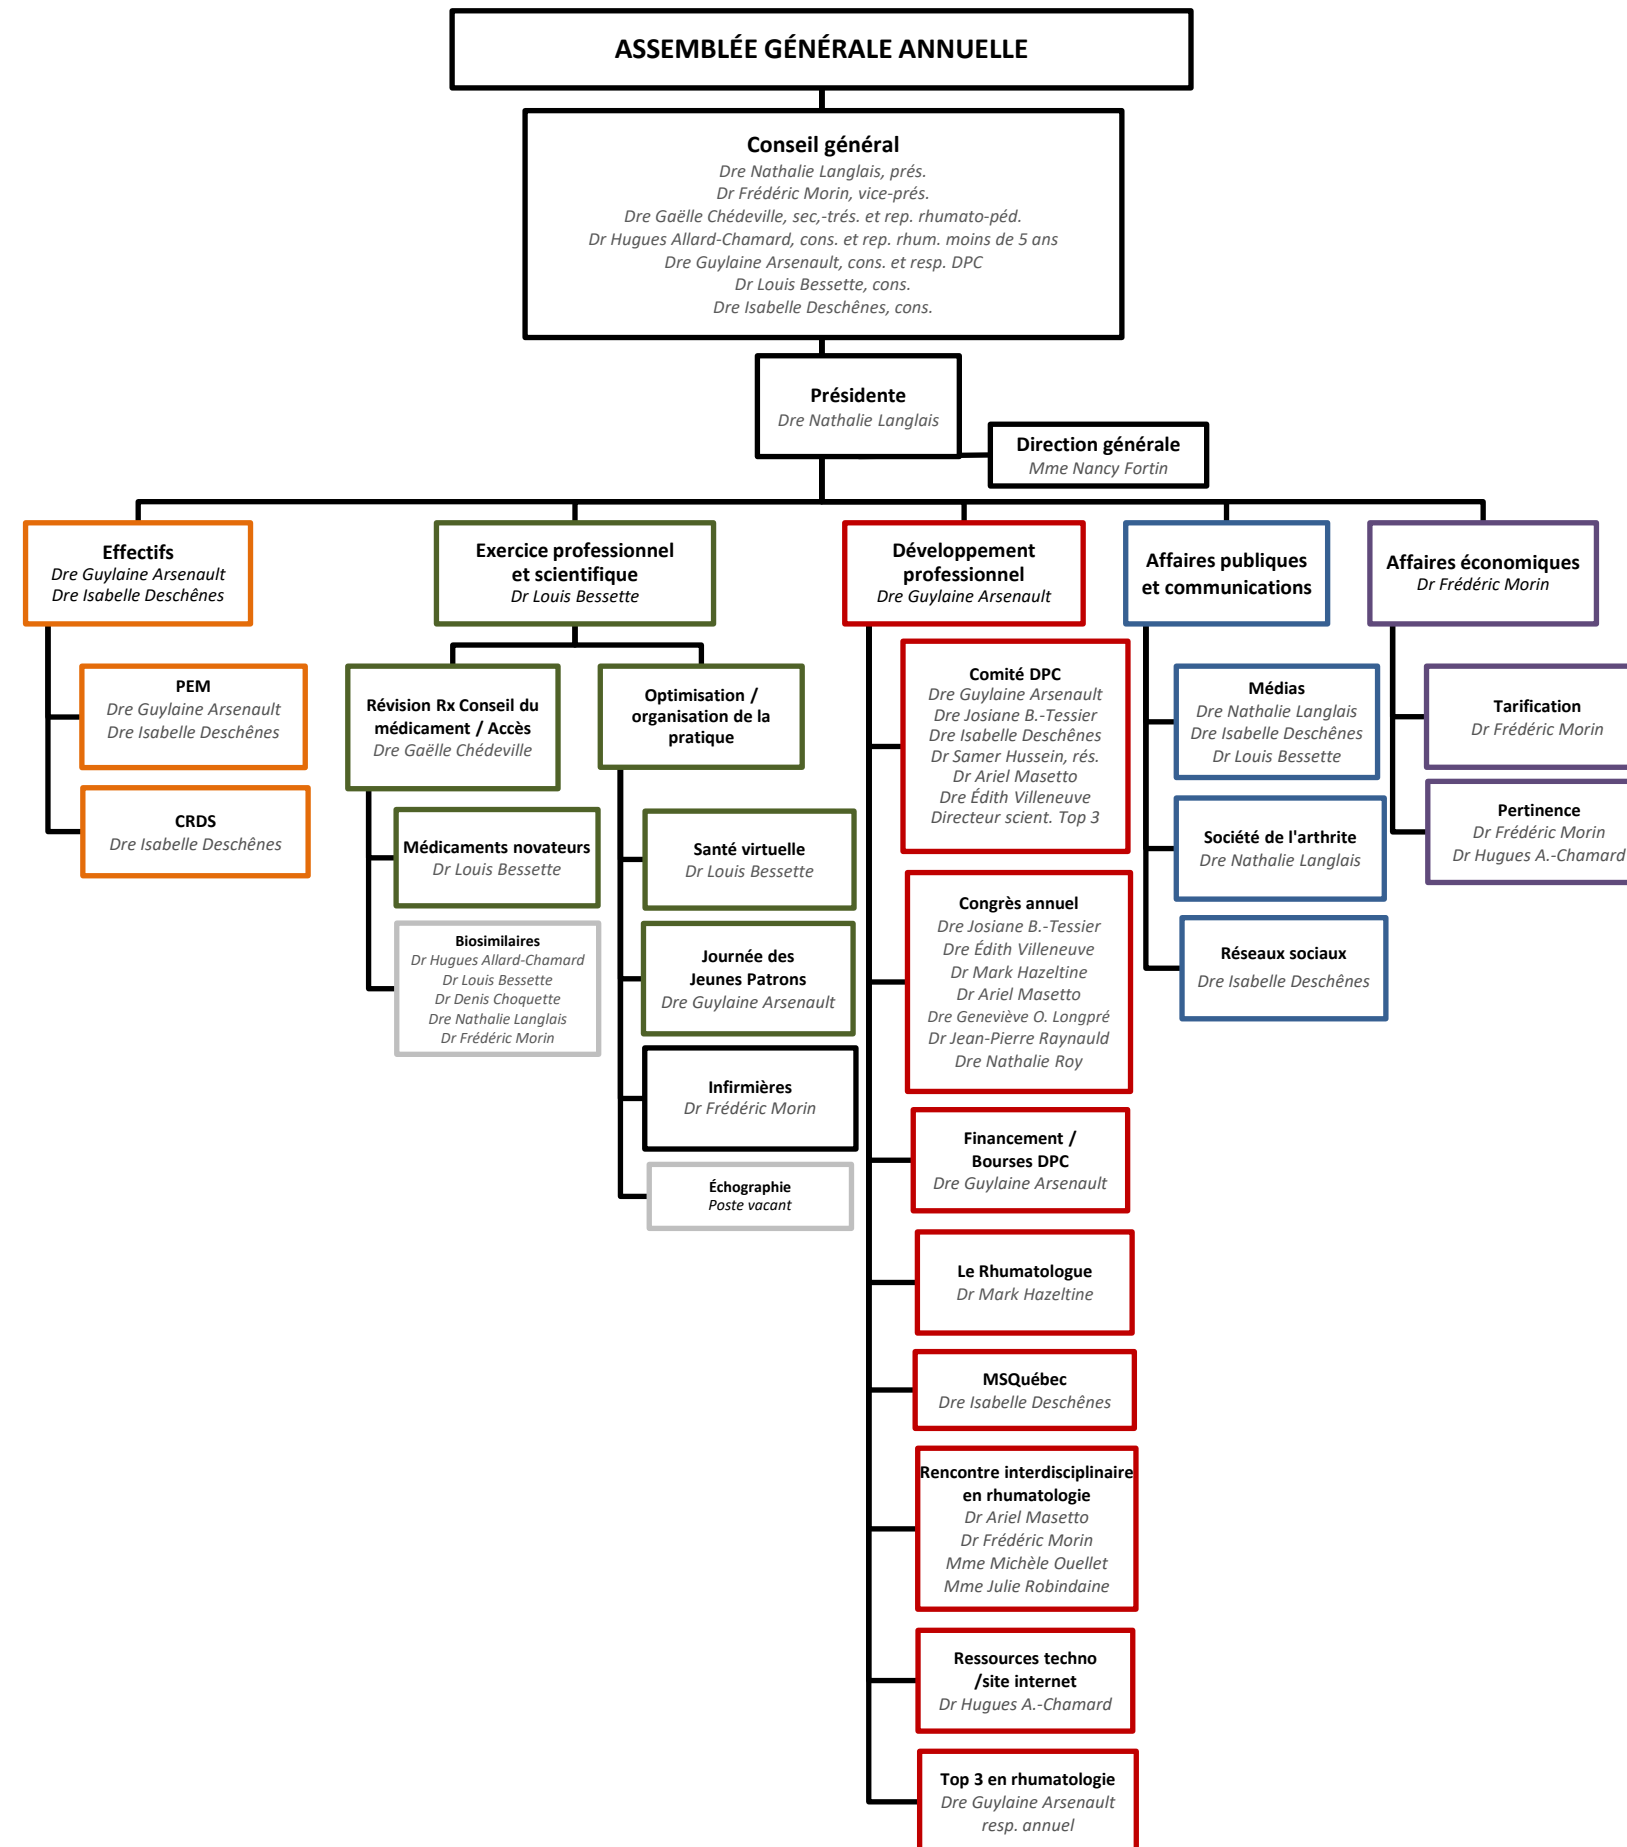 ASSEMBLÉE GÉNÉRALE ANNUELLE
Conseil général
Dre Nathalie Langlais, prés.
Dr Frédéric Morin, vice-prés.
Dre Gaëlle Chédeville, sec,-trés. et rep. rhumato-péd.
Dr Hugues Allard-Chamard, cons. et rep. rhum. moins de 5 ans
Dre Guylaine Arsenault, cons. et resp. DPC
Dr Louis Bessette, cons.
Dre Isabelle Deschênes, cons.
Présidente
Dre Nathalie Langlais
Direction générale
Mme Nancy Fortin
Effectifs
Dre Guylaine Arsenault
Dre Isabelle Deschênes
PEM
Dre Guylaine Arsenault
Dre Isabelle Deschênes
CRDS
Dre Isabelle Deschênes
Exercice professionnel
et scientifique
Dr Louis Bessette
Révision Rx Conseil du
médicament / Accès
Dre Gaëlle Chédeville
Médicaments novateurs
Dr Louis Bessette
Biosimilaires
Dr Hugues Allard-Chamard
Dr Louis Bessette
Dr Denis Choquette
Dre Nathalie Langlais
Dr Frédéric Morin
Optimisation /
organisation de la
pratique
Santé virtuelle
Dr Louis Bessette
Journée des
Jeunes Patrons
Dre Guylaine Arsenault
Infirmières
Dr Frédéric Morin
Échographie
Poste vacant
Développement
professionnel
Dre Guylaine Arsenault
Comité DPC
Dre Guylaine Arsenault
Dre Josiane B.-Tessier
Dre Isabelle Deschênes
Dr Samer Hussein, rés.
Dr Ariel Masetto
Dre Édith Villeneuve
Directeur scient. Top 3
Congrès annuel
Dre Josiane B.-Tessier
Dre Édith Villeneuve
Dr Mark Hazeltine
Dr Ariel Masetto
Dre Geneviève O. Longpré
Dr Jean-Pierre Raynauld
Dre Nathalie Roy
Financement /
Bourses DPC
Dre Guylaine Arsenault
Le Rhumatologue
Dr Mark Hazeltine
MSQuébec
Dre Isabelle Deschênes
Rencontre interdisciplinaire
en rhumatologie
Dr Ariel Masetto
Dr Frédéric Morin
Mme Michèle Ouellet
Mme Julie Robindaine
Ressources techno
/site internet
Dr Hugues A.-Chamard
Top 3 en rhumatologie
Dre Guylaine Arsenault
resp. annuel
Affaires publiques
et communications
Médias
Dre Nathalie Langlais
Dre Isabelle Deschênes
Dr Louis Bessette
Société de l'arthrite
Dre Nathalie Langlais
Réseaux sociaux
Dre Isabelle Deschênes
Affaires économiques
Dr Frédéric Morin
Tarification
Dr Frédéric Morin
Pertinence
Dr Frédéric Morin
Dr Hugues A.-Chamard